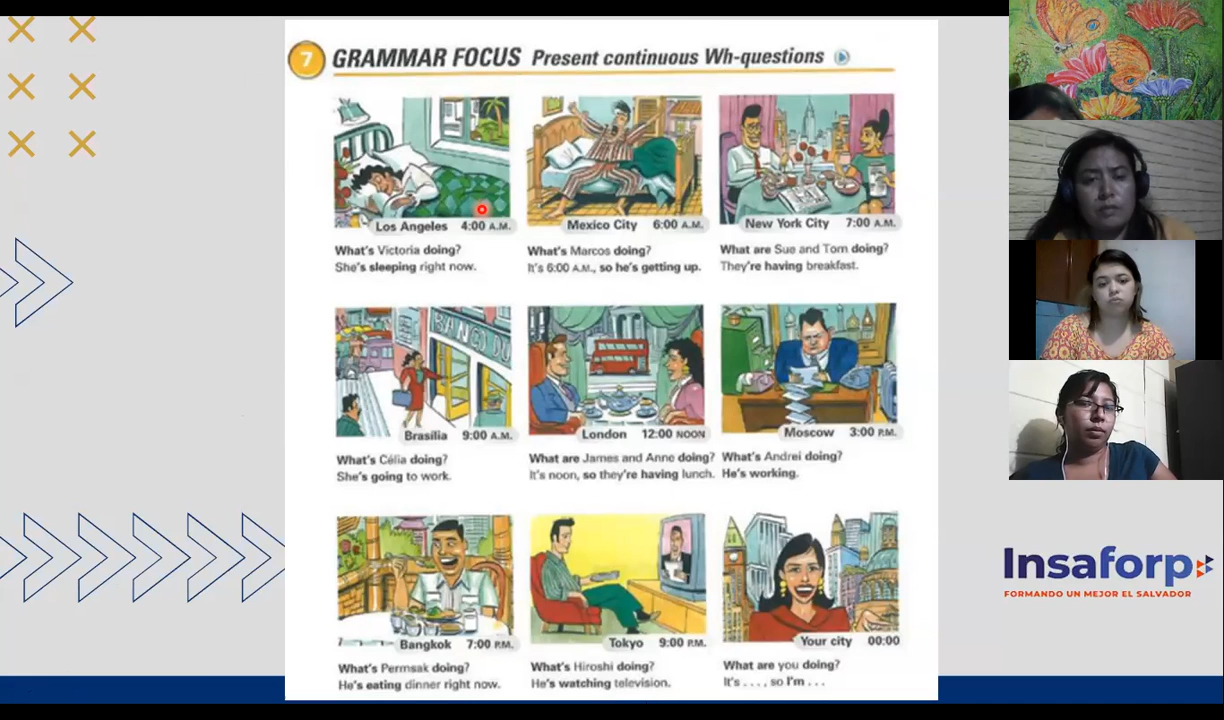 7 GRAMMAR FOCUS Present continuous Wh-questions
BANCO DU
Los Angeles 4:00 A.M.
What's Victoria doing?
She's sleeping right now.
Mexico City 6:00 A.M.
What's Marcos doing?
It's 6:00 A.M., so he's getting up.
New York City 7:00 A.M.
What are Sue and Tom doing?
They're having breakfast.
Brasília 9:00 A.M.
What's Célia doing?
She's going to work.
London 12:00 NOON
What are James and Anne doing?
It's noon, so they're having lunch.
Moscow 3:00 P.M.
What's Andrei doing?
He's working.
Bangkok 7:00 P.M.
What's Permsak doing?
He's eating dinner right now.
Tokyo 9:00 P.M.
What's Hiroshi doing?
He's watching television.
Your city 00:00
What are you doing?
It's . . . , so I'm . . .
Insaforp
FORMANDO UN MEJOR EL SALVADOR